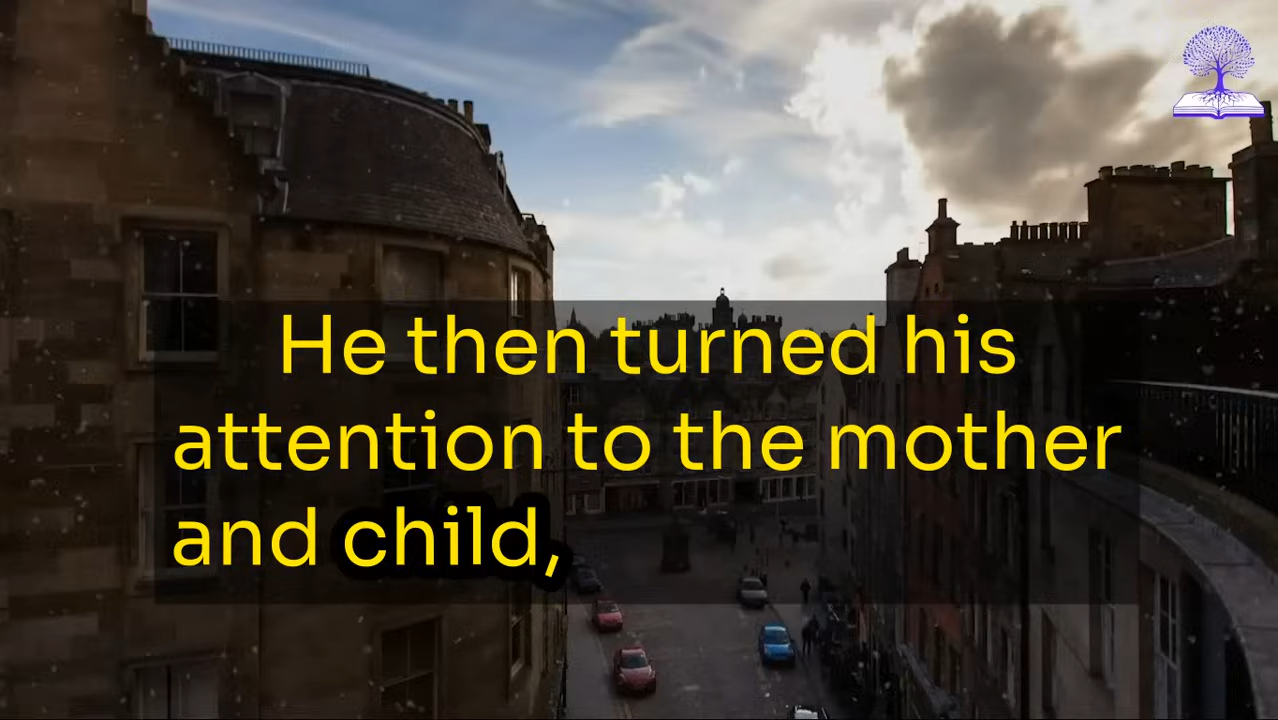 He then turned his
attention to the mother
and child,